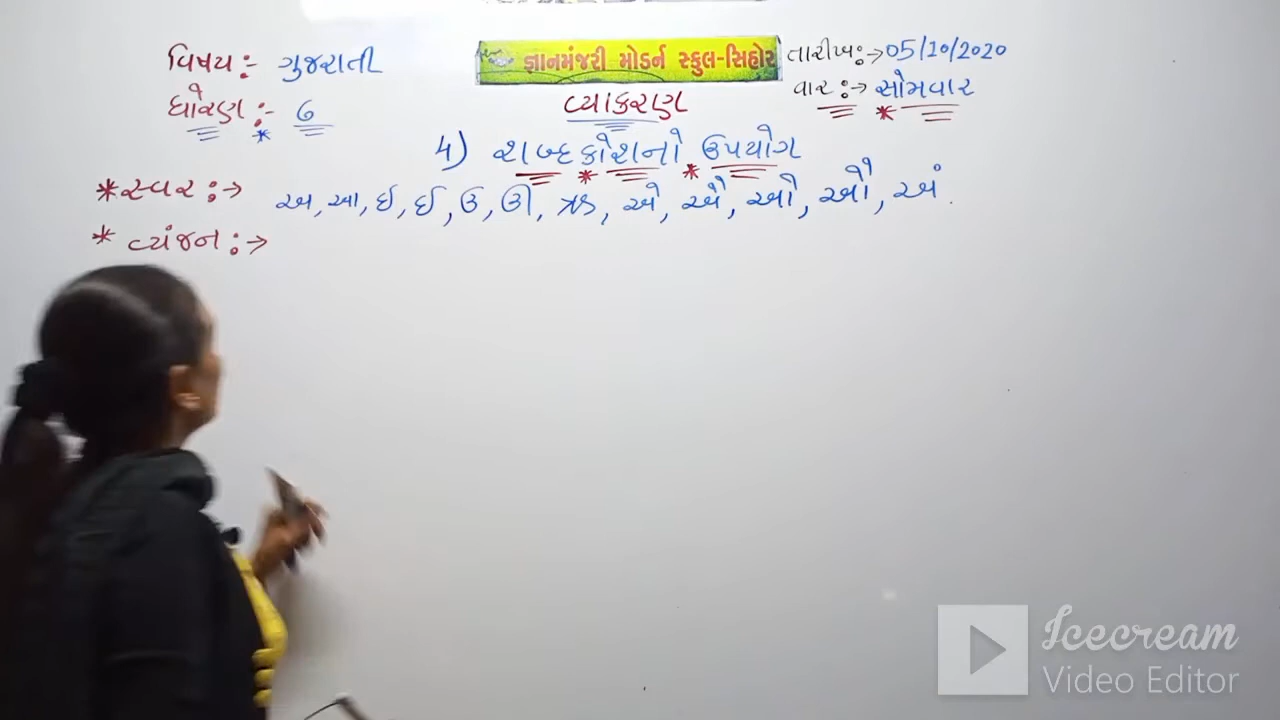 વિષય:- ગુજરાતી
જ્ઞાનમંજરી મોડર્ન સ્કુલ-સિહોર
તારીખ:→05/10/2020
ધોરણ :- ૭
વ્યાકરણ
વાર :→ સોમવાર
4) શબ્દકોશનો ઉપયોગ
*સ્વર :→ અ, આ, ઇ, ઈ, ઉ, ઊ, ઋ, એ, ઐ, ઓ, ઔ, અં.
* વ્યંજન :→
Icecream
Video Editor